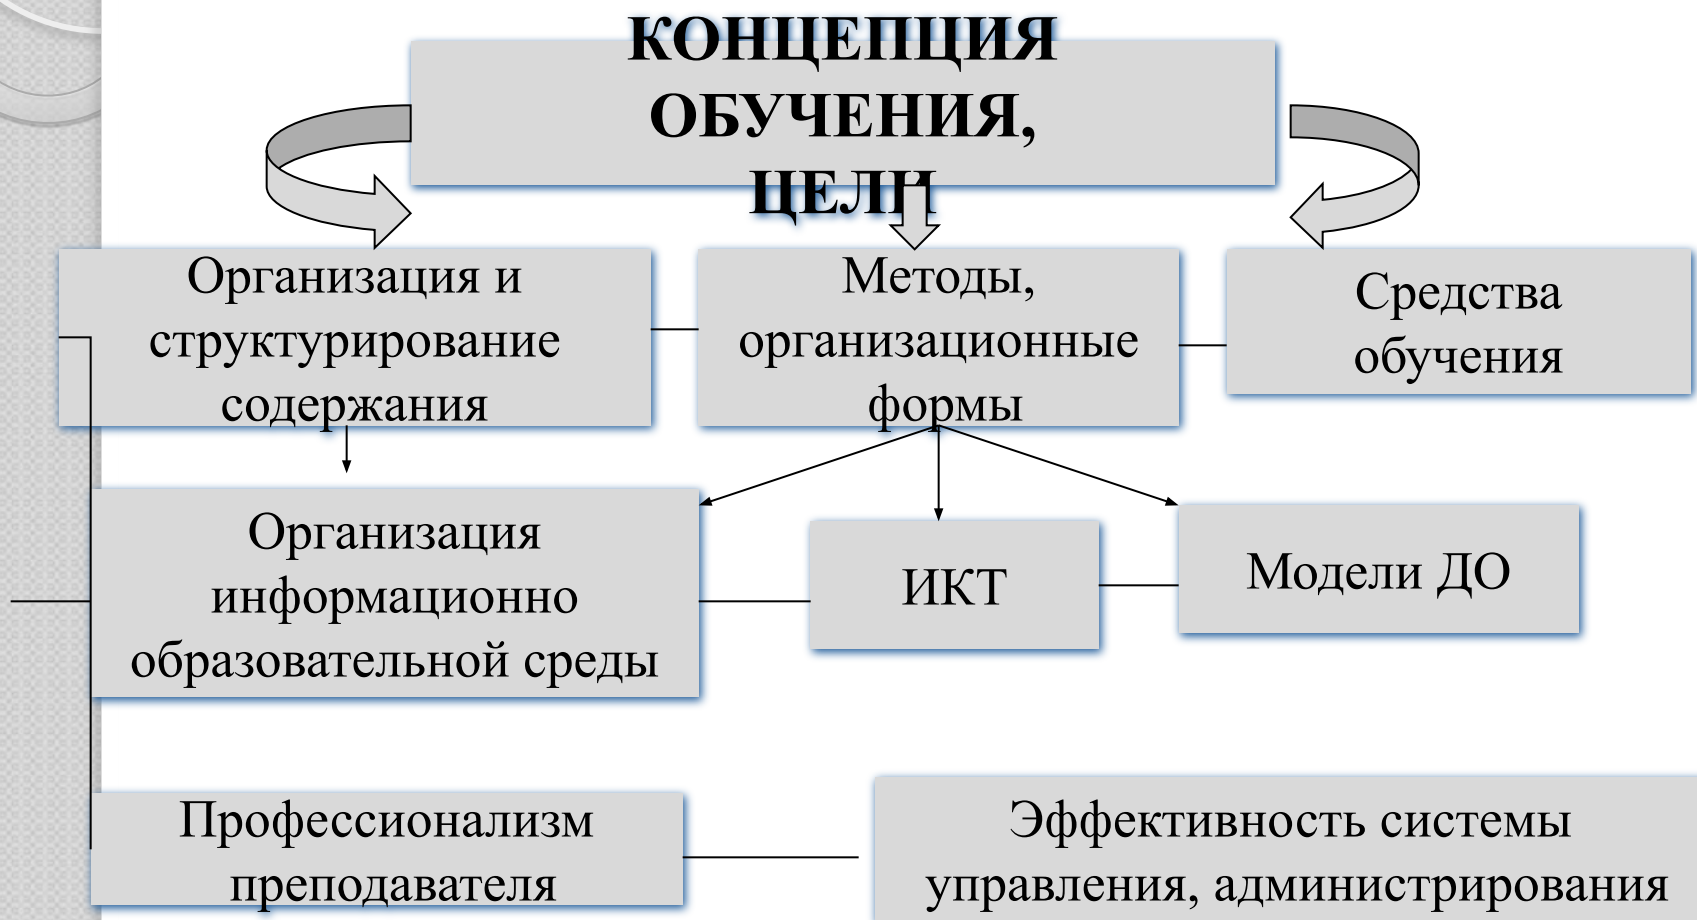 КОНЦЕПЦИЯ
ОБУЧЕНИЯ,
ЦЕЛИ
Организация и
структурирование
содержания
Методы,
организационные
формы
Средства
обучения
Организация
информационно
образовательной среды
ИКТ
Модели ДО
Профессионализм
преподавателя
Эффективность системы
управления, администрирования